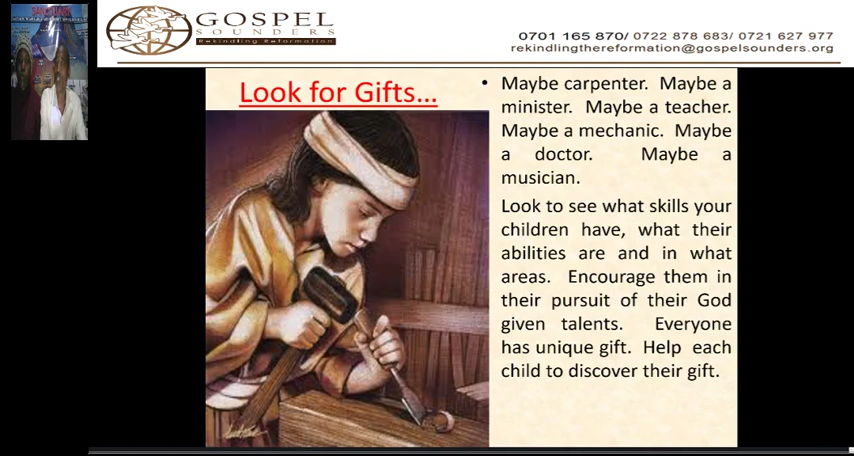 GOSPEL
SOUNDERS
Rekindling Reformation
0701 165 870/ 0722 878 683/ 0721 627 977
rekindlingthereformation@gospelsounders.org
Look for Gifts...
• Maybe carpenter. Maybe a
minister. Maybe a teacher.
Maybe a mechanic. Maybe
a doctor. Maybe a
musician.
Look to see what skills your
children have, what their
abilities are and in what
areas. Encourage them in
their pursuit of their God
given talents. Everyone
has unique gift. Help each
child to discover their gift.